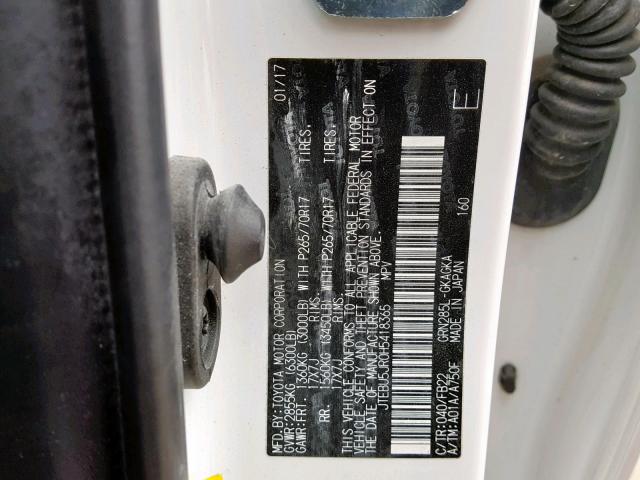 MFD.BY:TOYOTA MOTOR CORPORATION 01/17
GVWR:2855KG (6300LB)
GAWR:FRT. 1360KG (3000LB) WITH P265/70R17 TIRES,
17X7J RIMS.
RR. 1560KG (3450LB) WITH P265/70R17 TIRES,
17X7J RIMS.
THIS VEHICLE CONFORMS TO ALL APPLICABLE FEDERAL MOTOR
VEHICLE SAFETY AND THEFT PREVENTION STANDARDS IN EFFECT ON
THE DATE OF MANUFACTURE SHOWN ABOVE.
JTEBU5JR0H5418365 MPV
E
160
C/TR:040/FB22 GRN285L-GKAGKA
A/TM:A01A/A750F MADE IN JAPAN